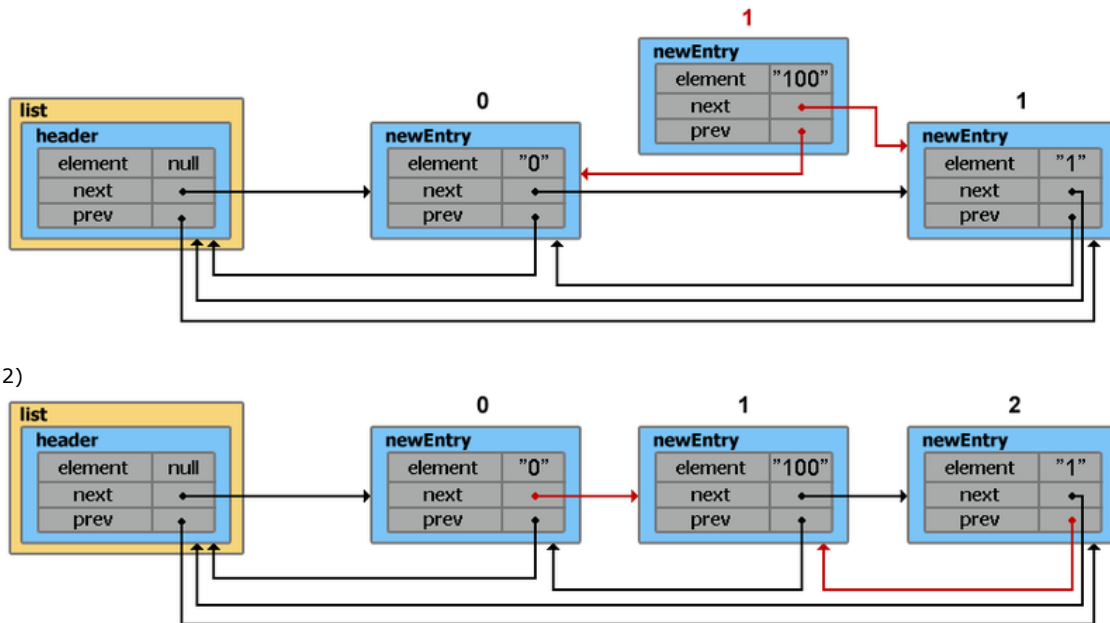 1
newEntry
element "100"
next
prev
list
header
element null
next
prev
0
newEntry
element "0"
next
prev
1
newEntry
element "1"
next
prev
2)
list
header
element null
next
prev
0
newEntry
element "0"
next
prev
1
newEntry
element "100"
next
prev
2
newEntry
element "1"
next
prev